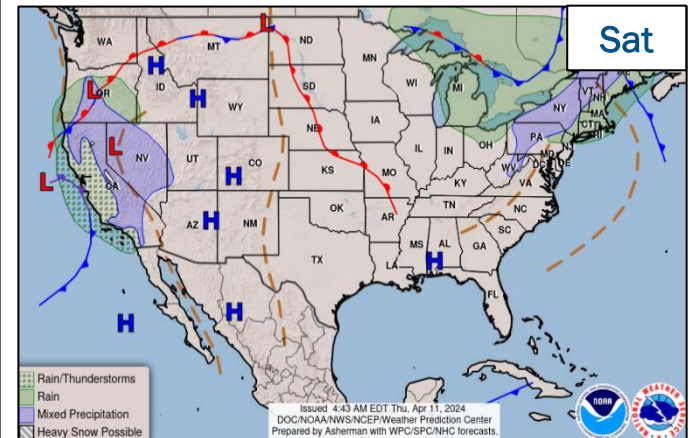 Sat
L
WA
MT
ND
MN
H
L
OR
ID
H
SD
WI
MI
VT
NH
NY
MA
CT
RI
WY
L
NE
IA
PA
NJ
NV
UT
CO
H
IL
IN
OH
MD
DE
DC
WV
VA
L
CA
KS
MO
KY
AZ
H
NM
OK
AR
TN
NC
SC
TX
MS
AL
GA
LA
H
FL
H
H
Rain/Thunderstorms
Rain
Mixed Precipitation
Heavy Snow Possible
Issued 4:43 AM EDT Thu, Apr 11, 2024
DOC/NOAA/NWS/NCEP/Weather Prediction Center
Prepared by Asherman with WPC/SPC/NHC forecasts.
NOAA
NATIONAL WEATHER